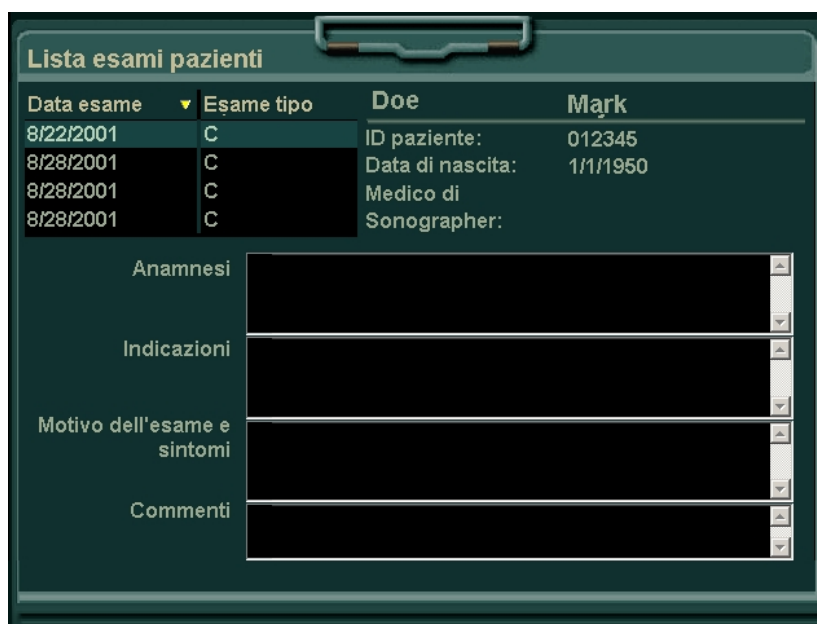 Lista esami pazienti
Data esame Esame tipo
8/22/2001 C
8/28/2001 C
8/28/2001 C
8/28/2001 C
Doe Mark
ID paziente: 012345
Data di nascita: 1/1/1950
Medico di
Sonographer:
Anamnesi
Indicazioni
Motivo dell'esame e
sintomi
Commenti